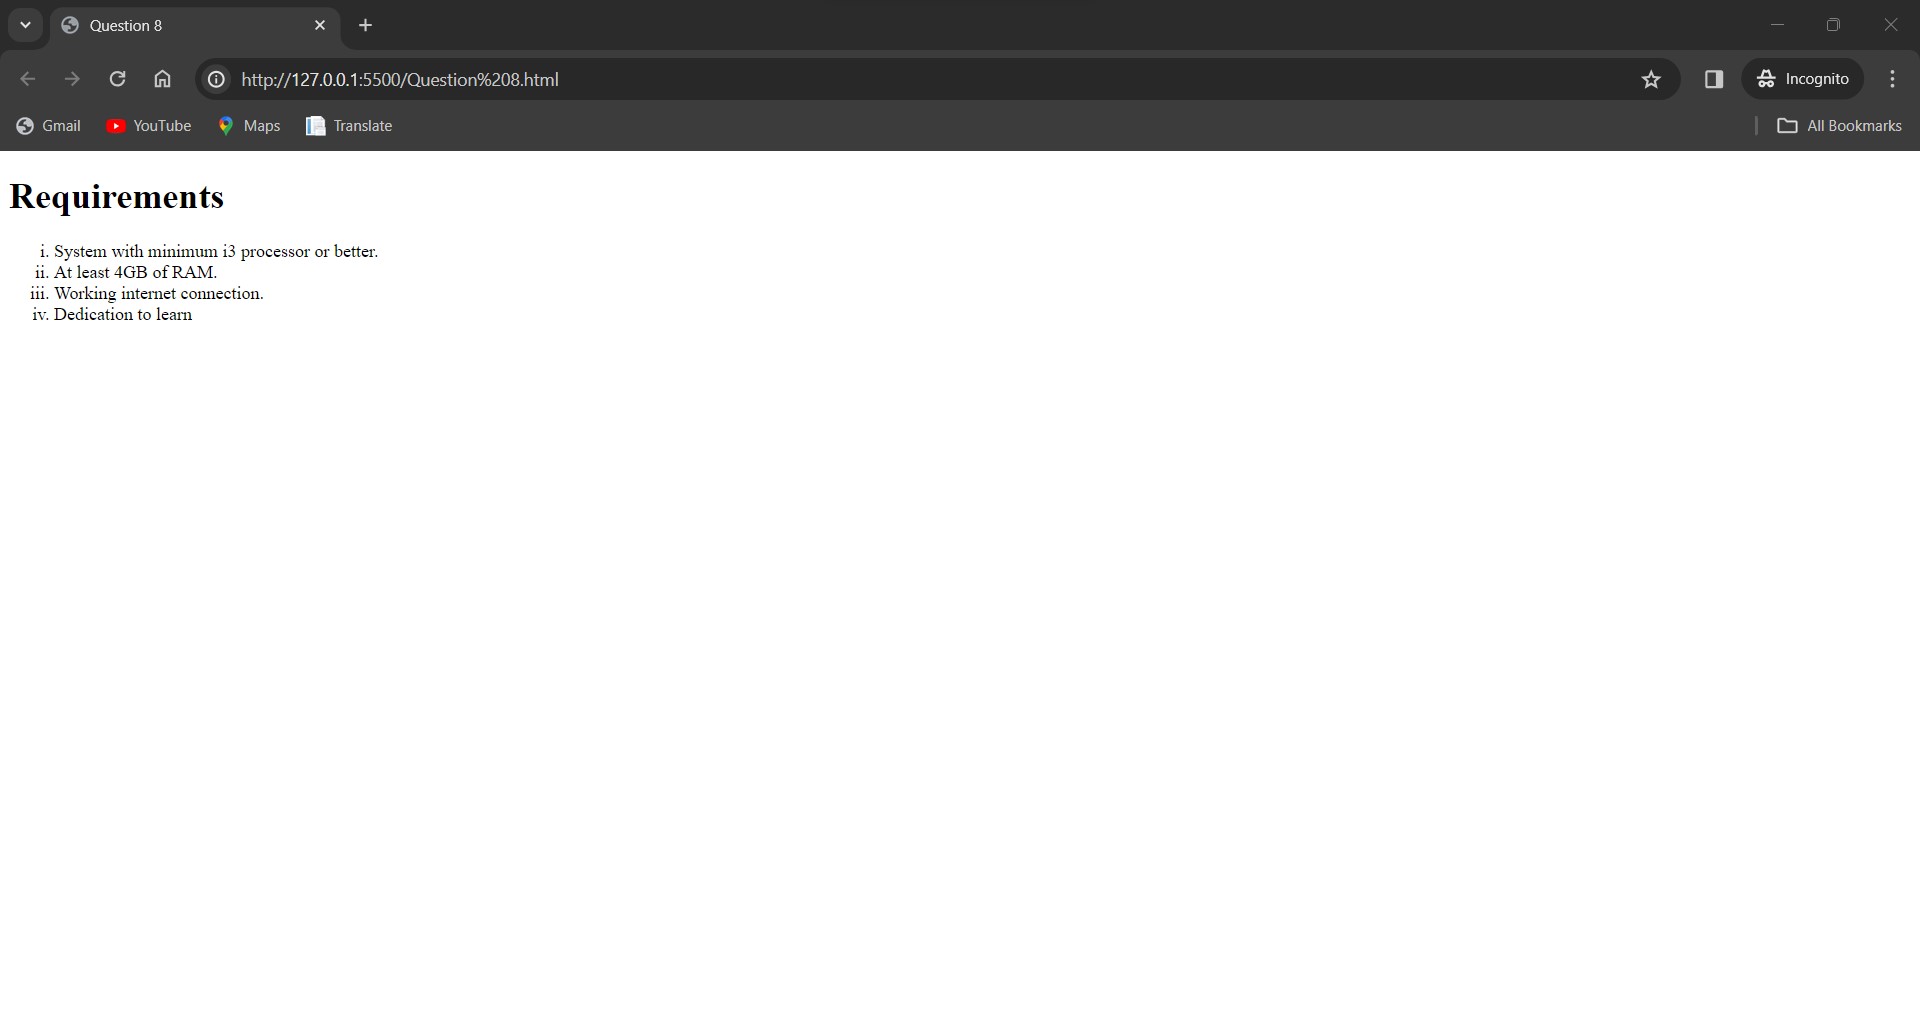 Question 8
http://127.0.0.1:5500/Question%208.html
Incognito
Gmail YouTube Maps Translate All Bookmarks
Requirements
i. System with minimum i3 processor or better.
ii. At least 4GB of RAM.
iii. Working internet connection.
iv. Dedication to learn